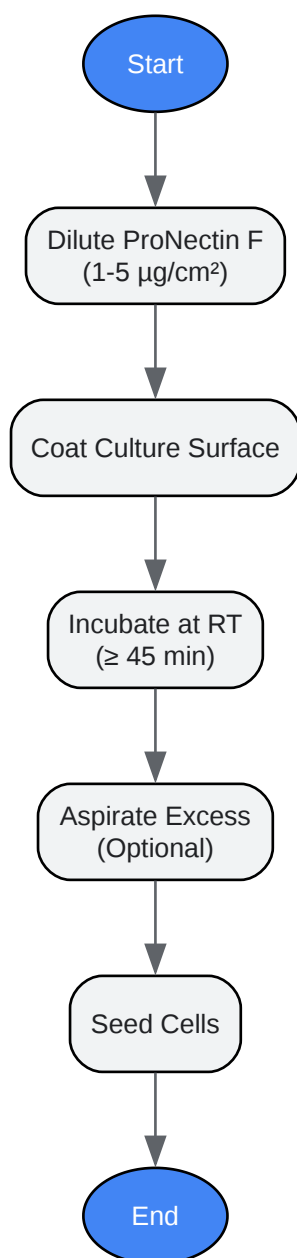 Start
Dilute ProNectin F
(1-5 µg/cm²)
Coat Culture Surface
Incubate at RT
(≥ 45 min)
Aspirate Excess
(Optional)
Seed Cells
End